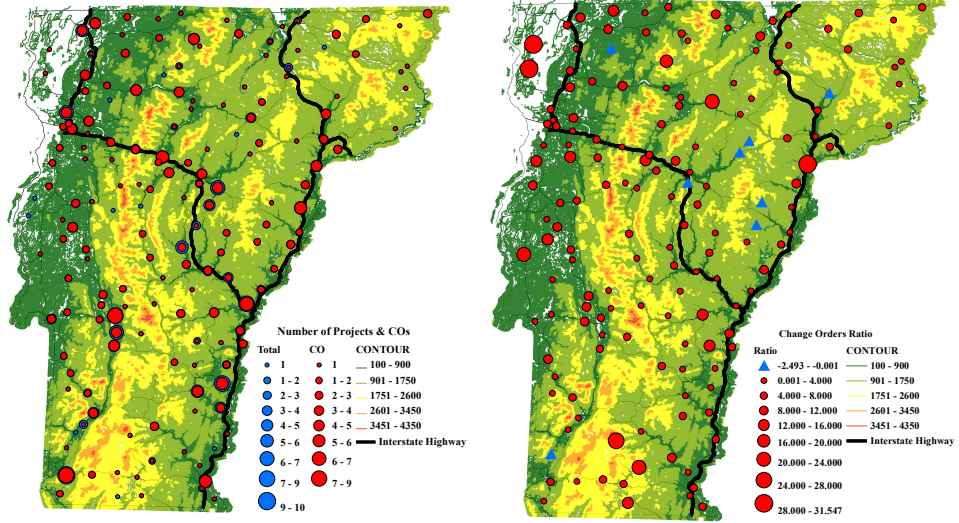 Number of Projects & COs
Total CO CONTOUR
1 1 100 - 900
1 - 2 1 - 2 901 - 1750
2 - 3 2 - 3 1751 - 2600
3 - 4 3 - 4 2601 - 3450
4 - 5 4 - 5 3451 - 4350
5 - 6 5 - 6 Interstate Highway
6 - 7 6 - 7
7 - 9 7 - 9
9 - 10
Change Orders Ratio
Ratio CONTOUR
-2.493 - -0.001 100 - 900
0.001 - 4.000 901 - 1750
4.000 - 8.000 1751 - 2600
8.000 - 12.000 2601 - 3450
12.000 - 16.000 3451 - 4350
16.000 - 20.000 Interstate Highway
20.000 - 24.000
24.000 - 28.000
28.000 - 31.547